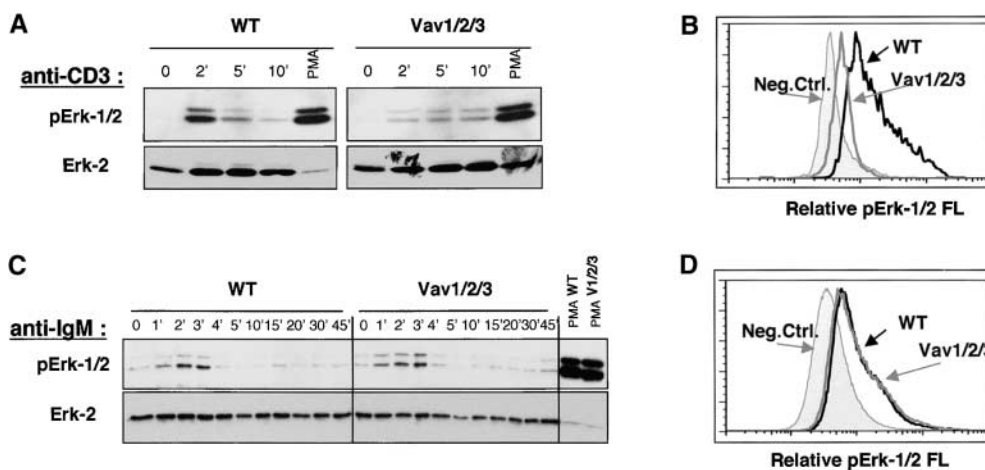 A
WT
Vav1/2/3
anti-CD3 :
0 2' 5' 10' PMA
0 2' 5' 10' PMA
pErk-1/2
Erk-2
B
WT
Neg.Ctrl.
Vav1/2/3
Relative pErk-1/2 FL
C
WT
Vav1/2/3
PMA WT
PMA V1/2/3
anti-IgM :
0 1' 2' 3' 4' 5' 10' 15' 20' 30' 45'
0 1' 2' 3' 4' 5' 10' 15' 20' 30' 45'
pErk-1/2
Erk-2
D
Neg.Ctrl.
WT
Vav1/2/3
Relative pErk-1/2 FL